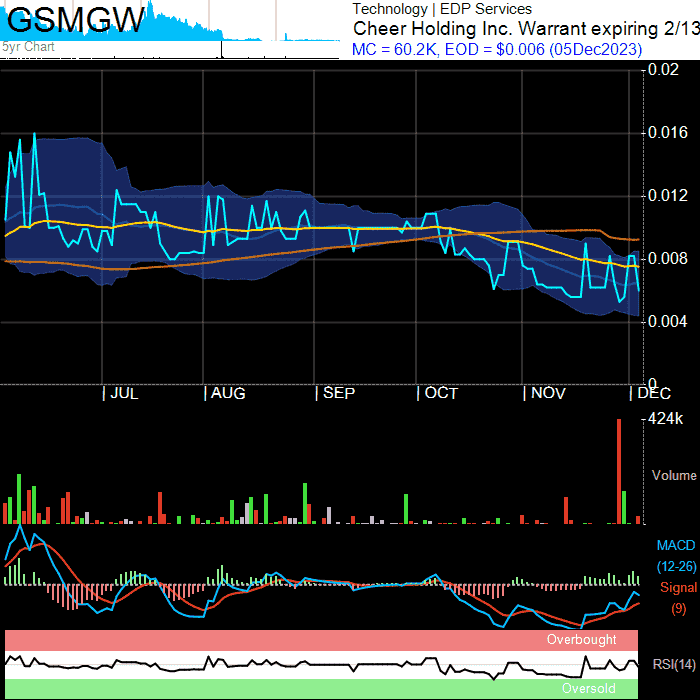 GSMGW
5yr Chart
Technology | EDP Services
Cheer Holding Inc. Warrant expiring 2/13
MC = 60.2K, EOD = $0.006 (05Dec2023)
0.02
0.016
0.012
0.008
0.004
0
JUL
AUG
SEP
OCT
NOV
DEC
424k
Volume
MACD
(12-26)
Signal
(9)
Overbought
RSI(14)
Oversold